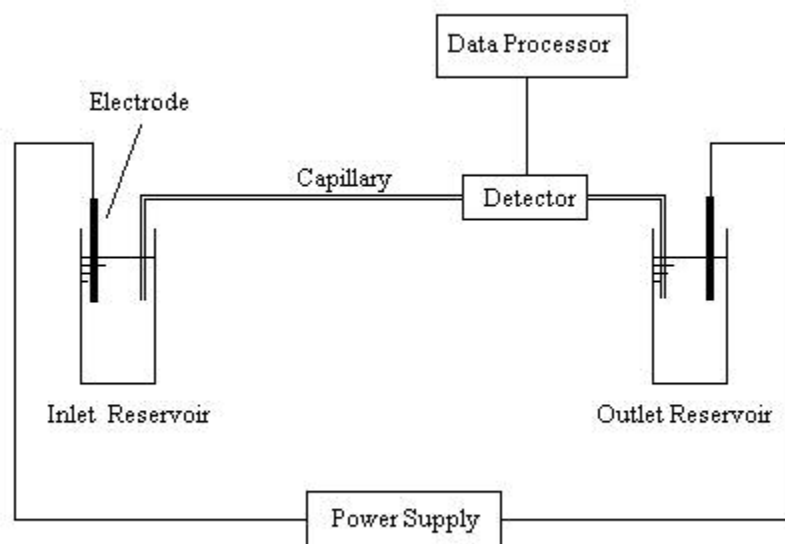 Data Processor
Electrode
Capillary
Detector
Inlet Reservoir
Outlet Reservoir
Power Supply